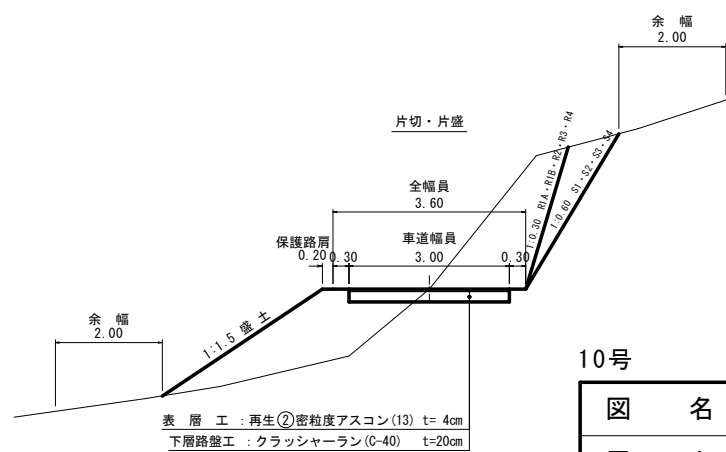 余 幅
2.00
片切・片盛
1:0.30 R1A・R1B・R2・R3・R4
1:0.60 S1・S2・S3・S4
全幅員
3.60
保護路肩
0.20
0.30
車道幅員
3.00
0.30
余 幅
2.00
1:1.5 盛 土
10号
図 名
表 層 工 : 再生②密粒度アスコン(13) t= 4cm
下層路盤工 : クラッシャーラン(C-40) t=20cm